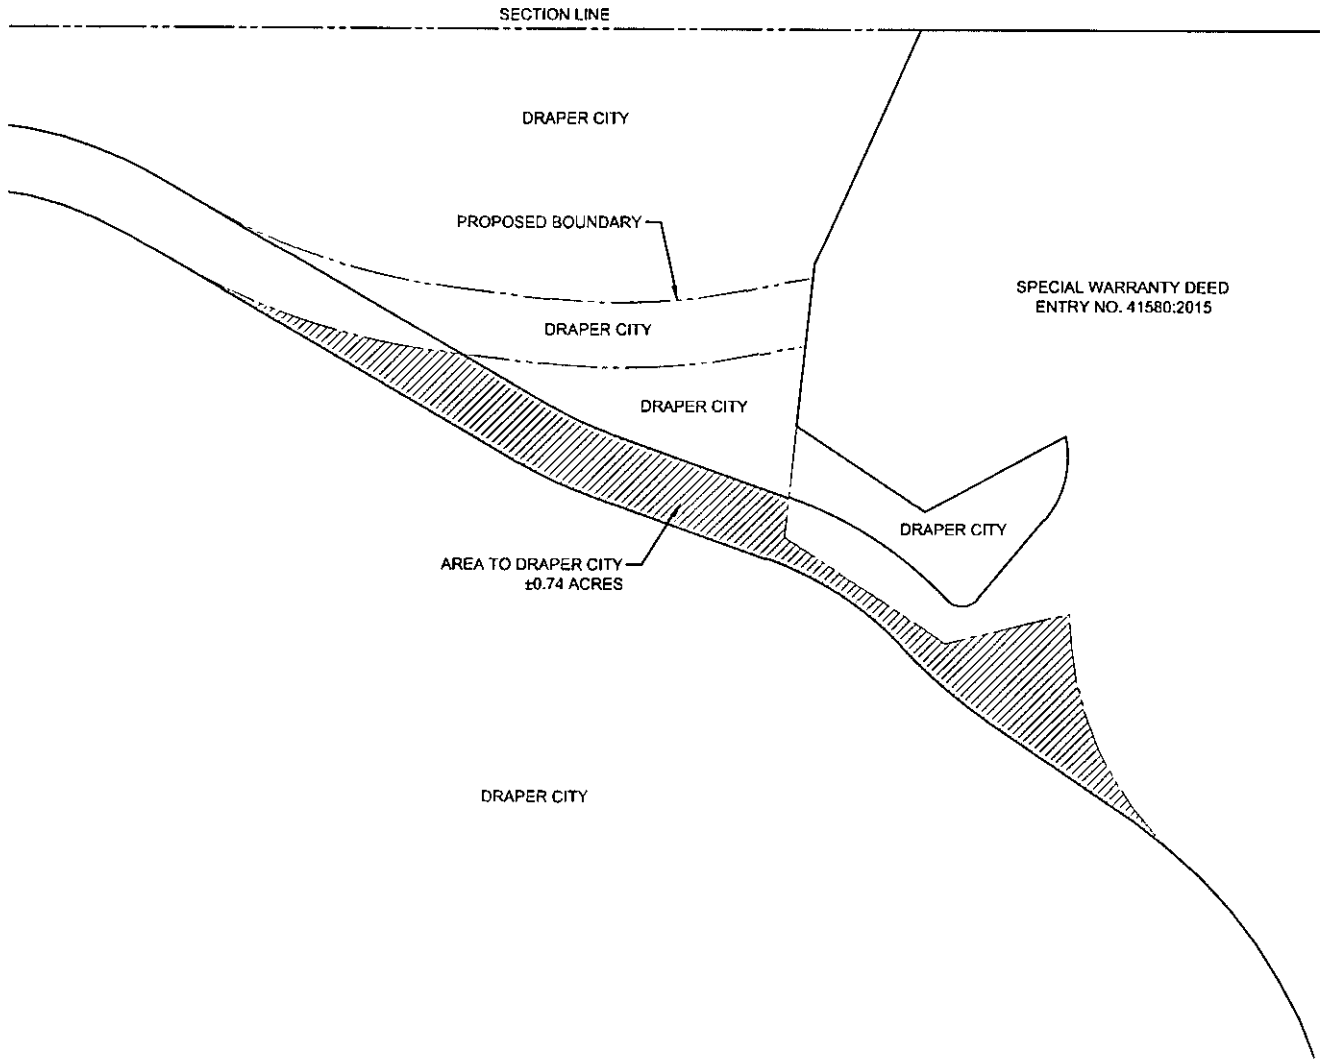 SECTION LINE
DRAPER CITY
PROPOSED BOUNDARY
SPECIAL WARRANTY DEED
ENTRY NO. 41580:2015
DRAPER CITY
DRAPER CITY
DRAPER CITY
AREA TO DRAPER CITY
±0.74 ACRES
DRAPER CITY